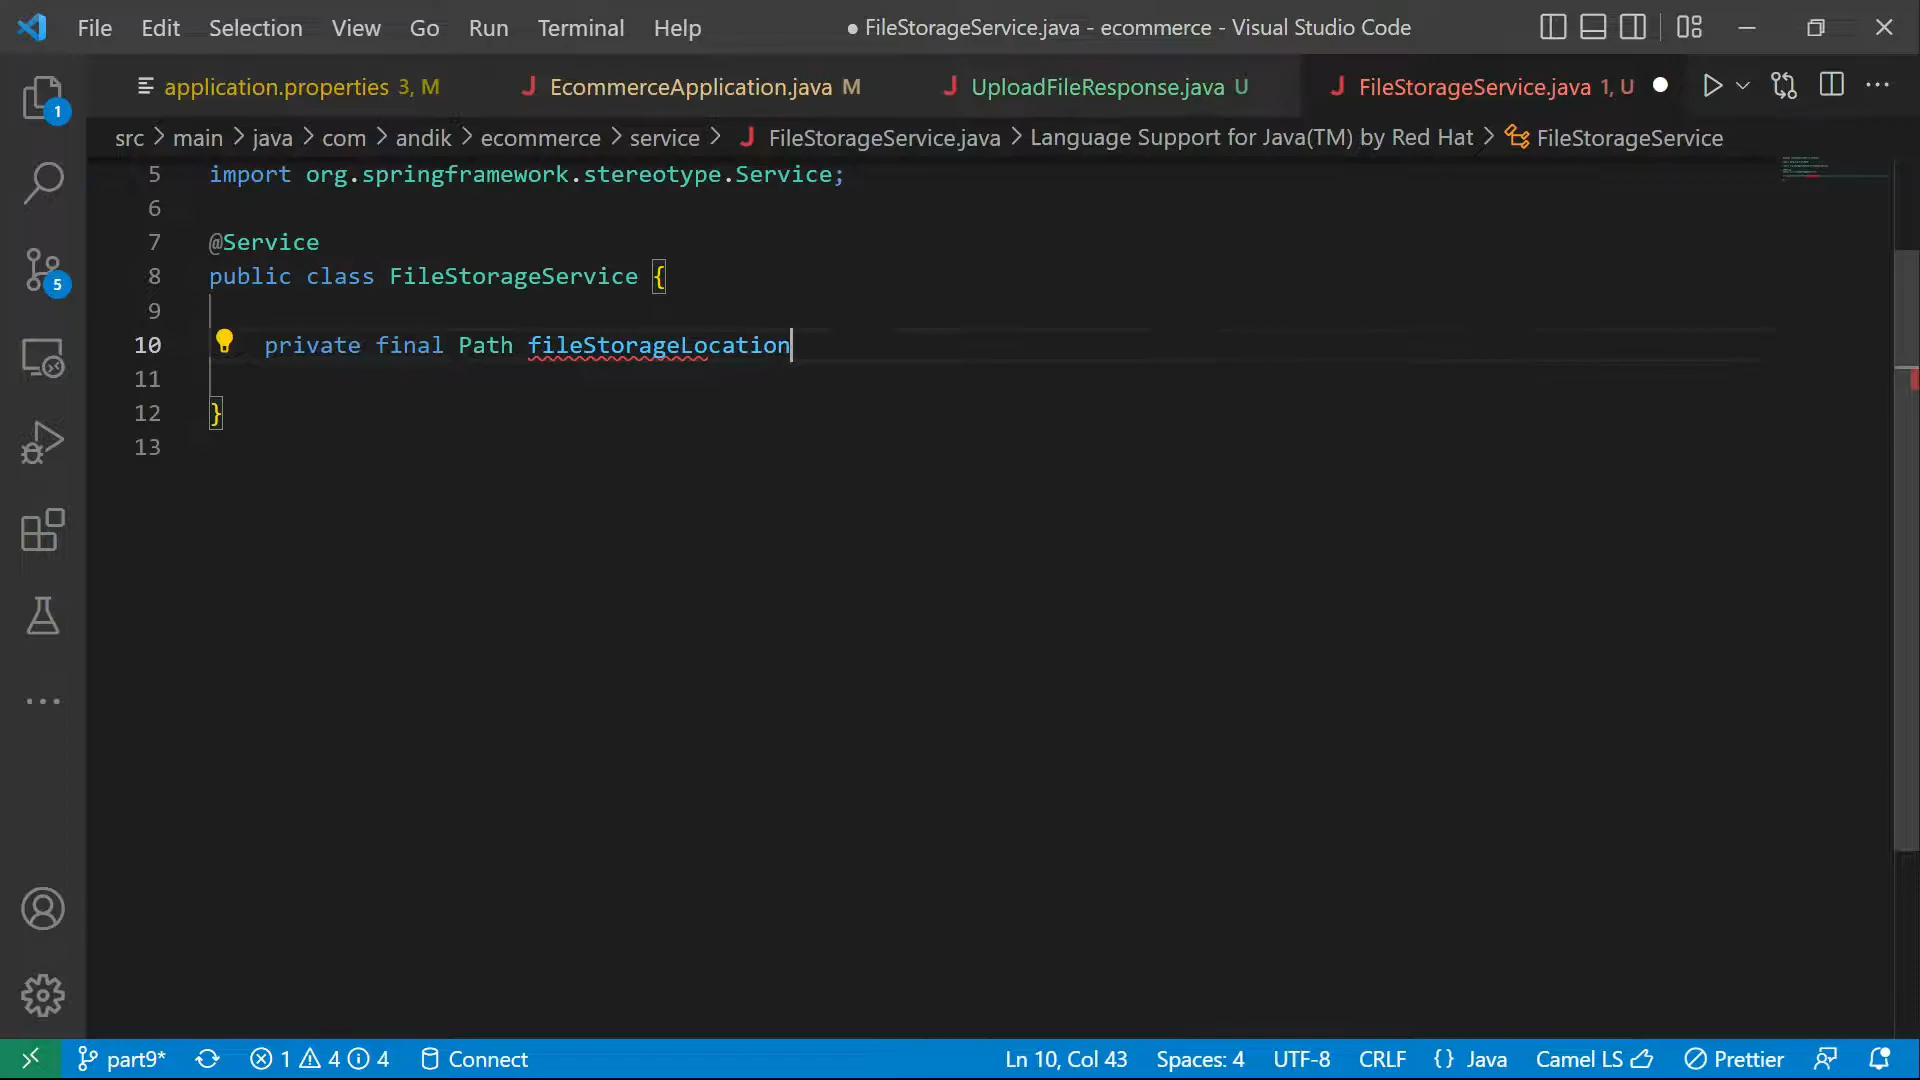 File Edit Selection View Go Run Terminal Help ● FileStorageService.java - ecommerce - Visual Studio Code
application.properties 3, M J EcommerceApplication.java M J UploadFileResponse.java U J FileStorageService.java 1, U
src > main > java > com > andik > ecommerce > service > J FileStorageService.java > Language Support for Java(TM) by Red Hat > FileStorageService
5 import org.springframework.stereotype.Service;
6
7 @Service
8 public class FileStorageService {
9
10 private final Path fileStorageLocation
11
12 }
13
1
5
part9* 1 4 4 Connect Ln 10, Col 43 Spaces: 4 UTF-8 CRLF {} Java Camel LS Prettier